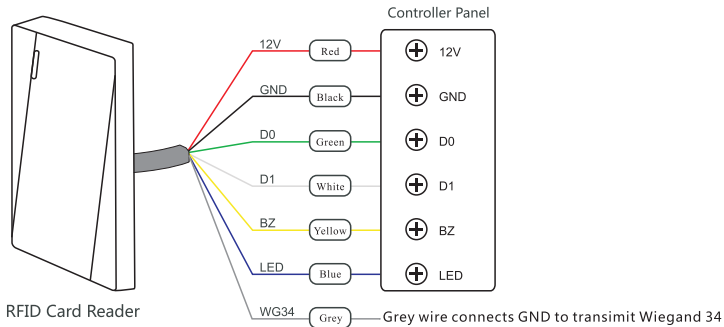 Controller Panel
12V Red 12V
GND Black GND
D0 Green D0
D1 White D1
BZ Yellow BZ
LED Blue LED
WG34 Grey Grey wire connects GND to transimit Wiegand 34
RFID Card Reader